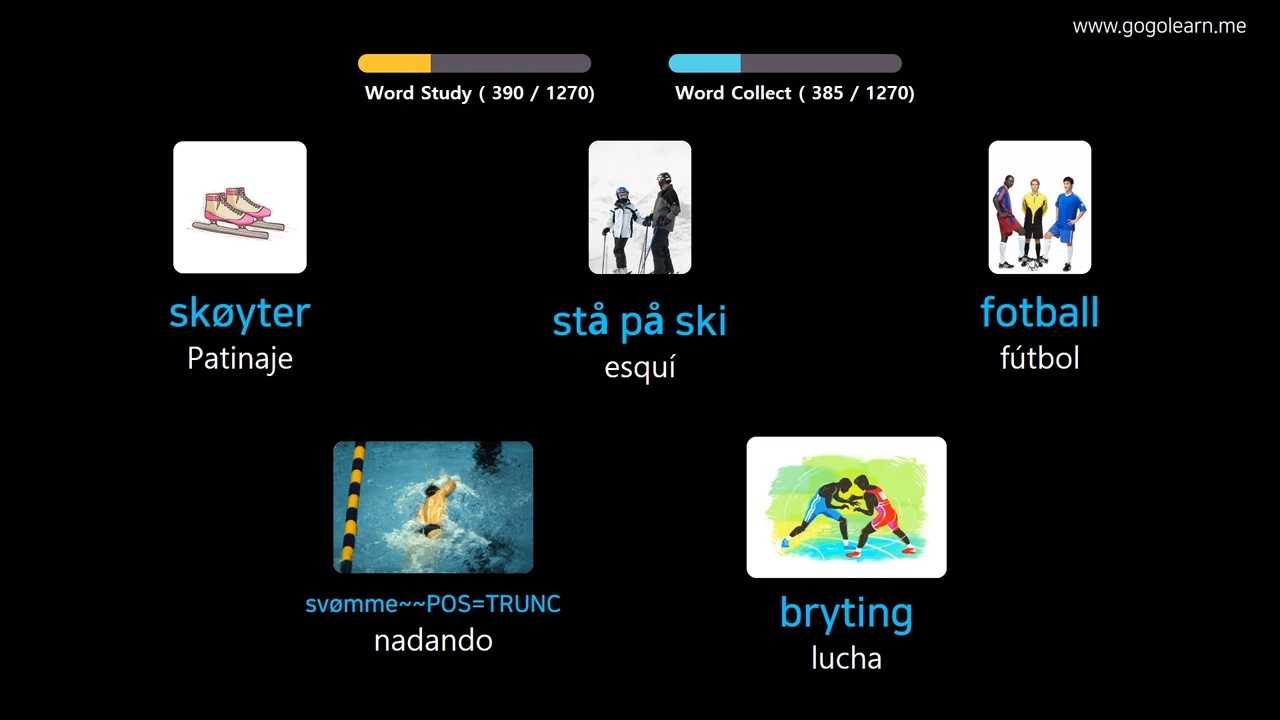 www.gogolearn.me
Word Study ( 390 / 1270)
Word Collect ( 385 / 1270)
skøyter
Patinaje
stå på ski
esquí
fotball
fútbol
svømme~~POS=TRUNC
nadando
bryting
lucha